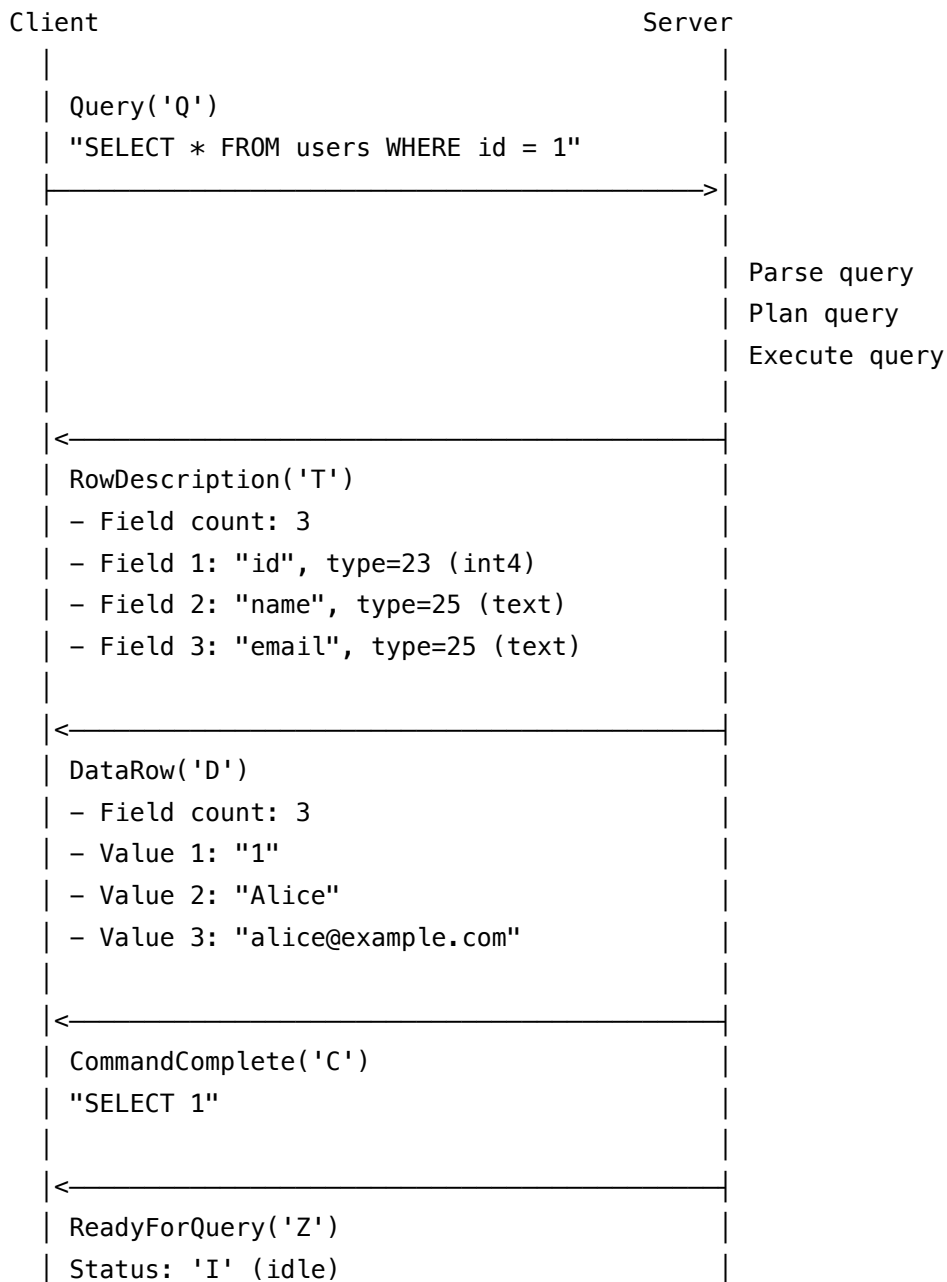 Client Server
Query('Q')
"SELECT * FROM users WHERE id = 1"
Parse query
Plan query
Execute query
RowDescription('T')
- Field count: 3
- Field 1: "id", type=23 (int4)
- Field 2: "name", type=25 (text)
- Field 3: "email", type=25 (text)
DataRow('D')
- Field count: 3
- Value 1: "1"
- Value 2: "Alice"
- Value 3: "alice@example.com"
CommandComplete('C')
"SELECT 1"
ReadyForQuery('Z')
Status: 'I' (idle)